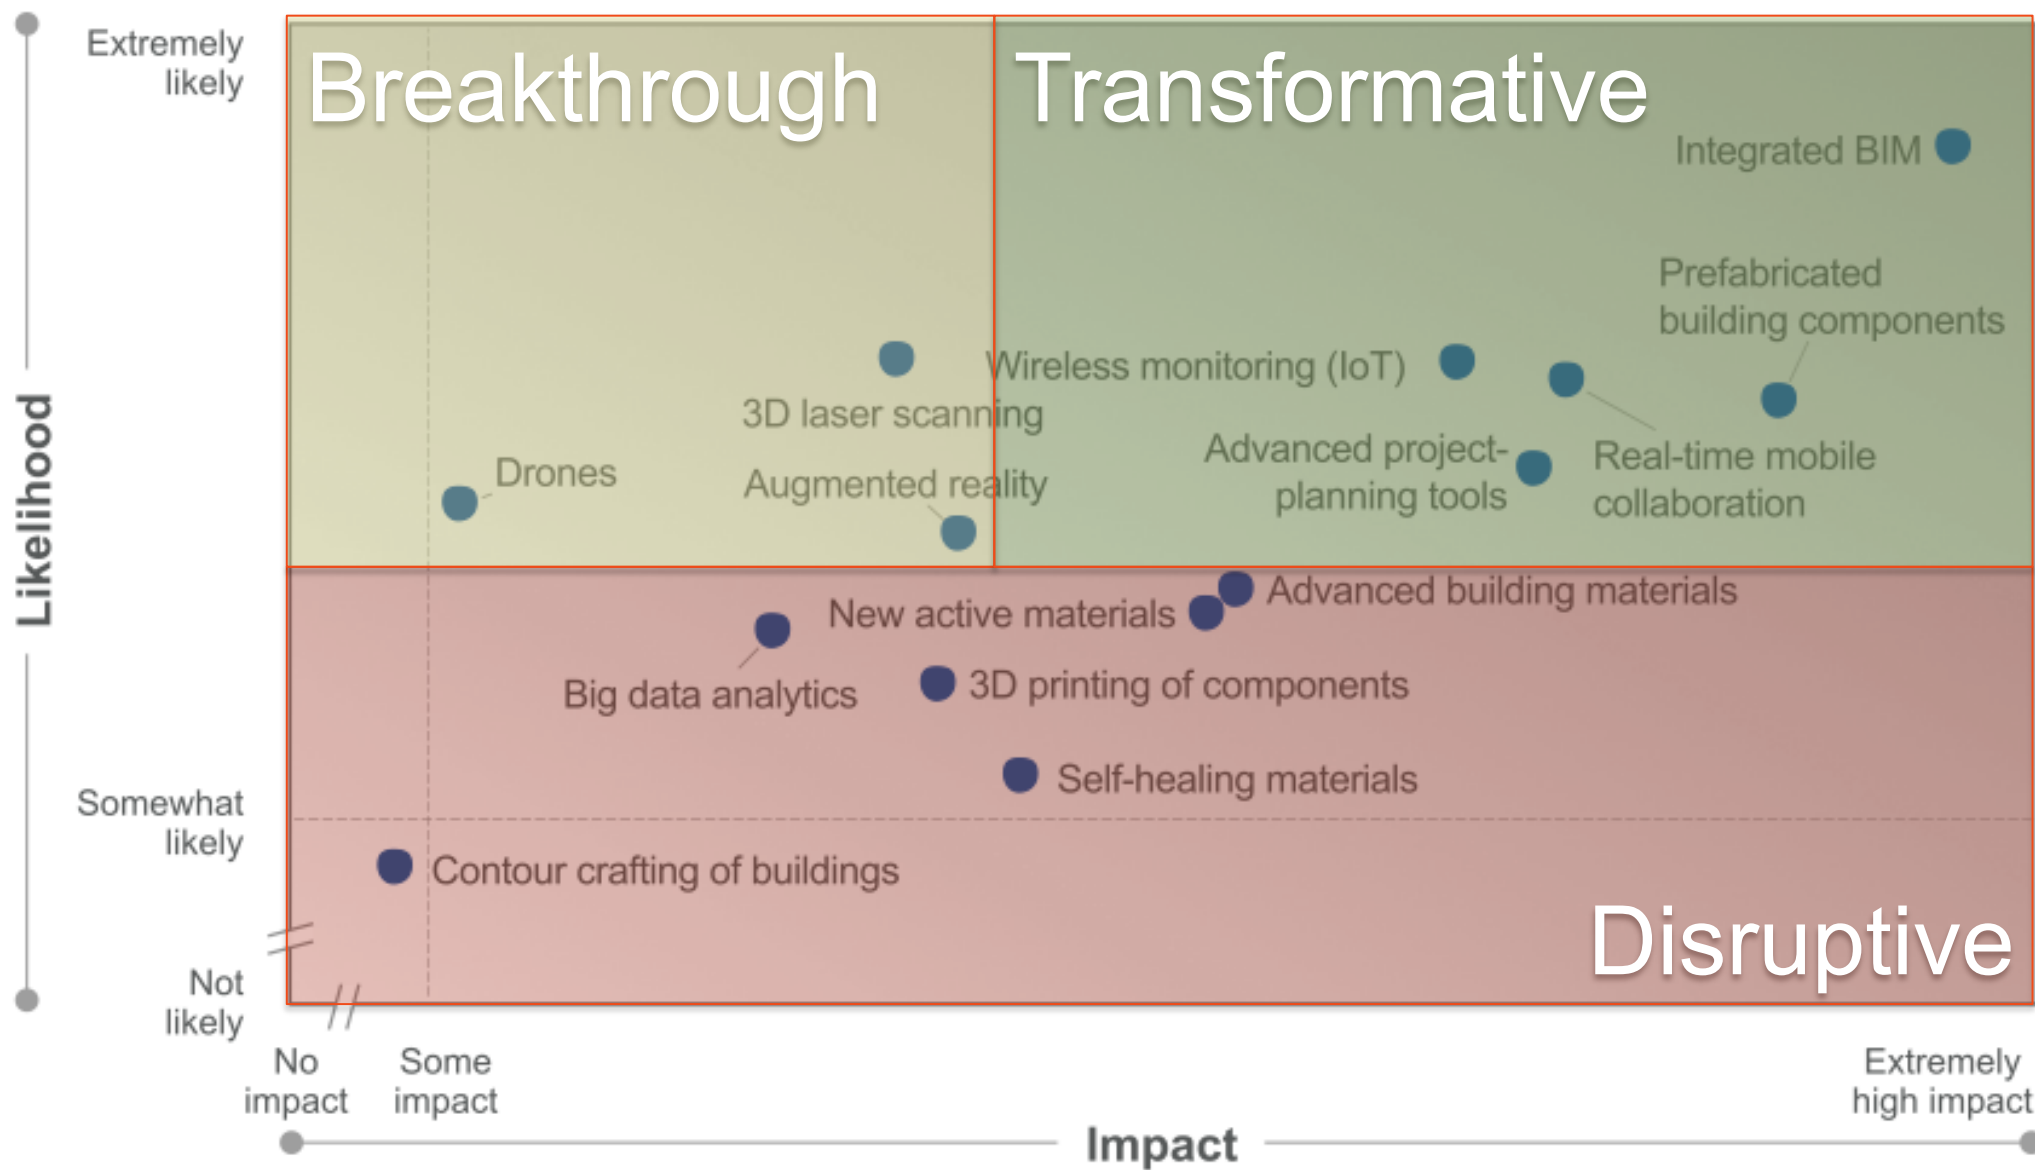 Extremely
likely
Breakthrough
Transformative
Integrated BIM
Prefabricated
building components
Wireless monitoring (IoT)
3D laser scanning
Advanced project-
planning tools
Real-time mobile
collaboration
Drones
Augmented reality
Likelihood
Advanced building materials
New active materials
Big data analytics
3D printing of components
Self-healing materials
Somewhat
likely
Contour crafting of buildings
Disruptive
Not
likely
No
impact
Some
impact
Extremely
high impact
Impact